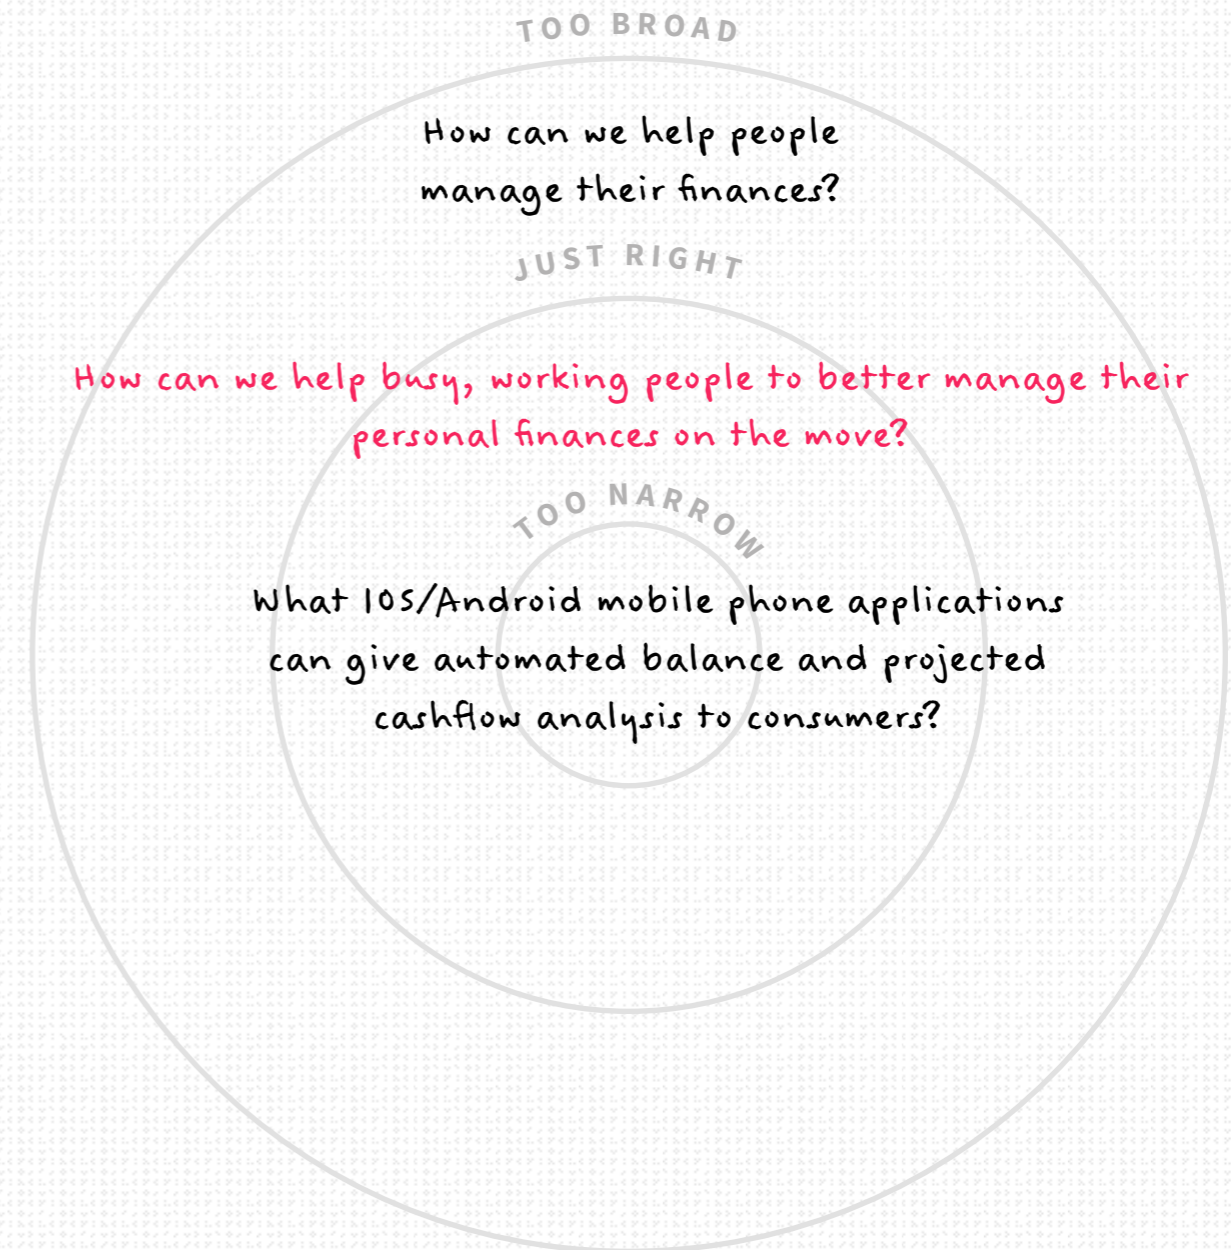 TOO BROAD
How can we help people
manage their finances?
JUST RIGHT
How can we help busy, working people to better manage their
personal finances on the move?
TOO NARROW
What IOS/Android mobile phone applications
can give automated balance and projected
cashflow analysis to consumers?